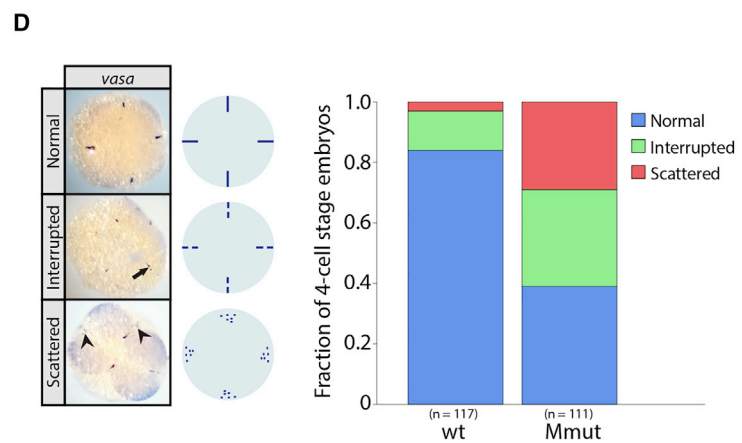 D
vasa
Normal
Interrupted
Scattered
Fraction of 4-cell stage embryos
1.0
0.8
0.6
0.4
0.2
0
(n = 117)
wt
(n = 111)
Mmut
Normal
Interrupted
Scattered